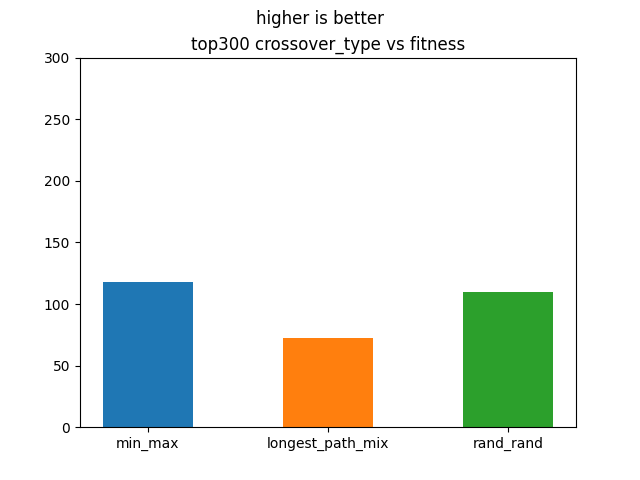 higher is better
top300 crossover_type vs fitness
300
250
200
150
100
50
0
min_max longest_path_mix rand_rand